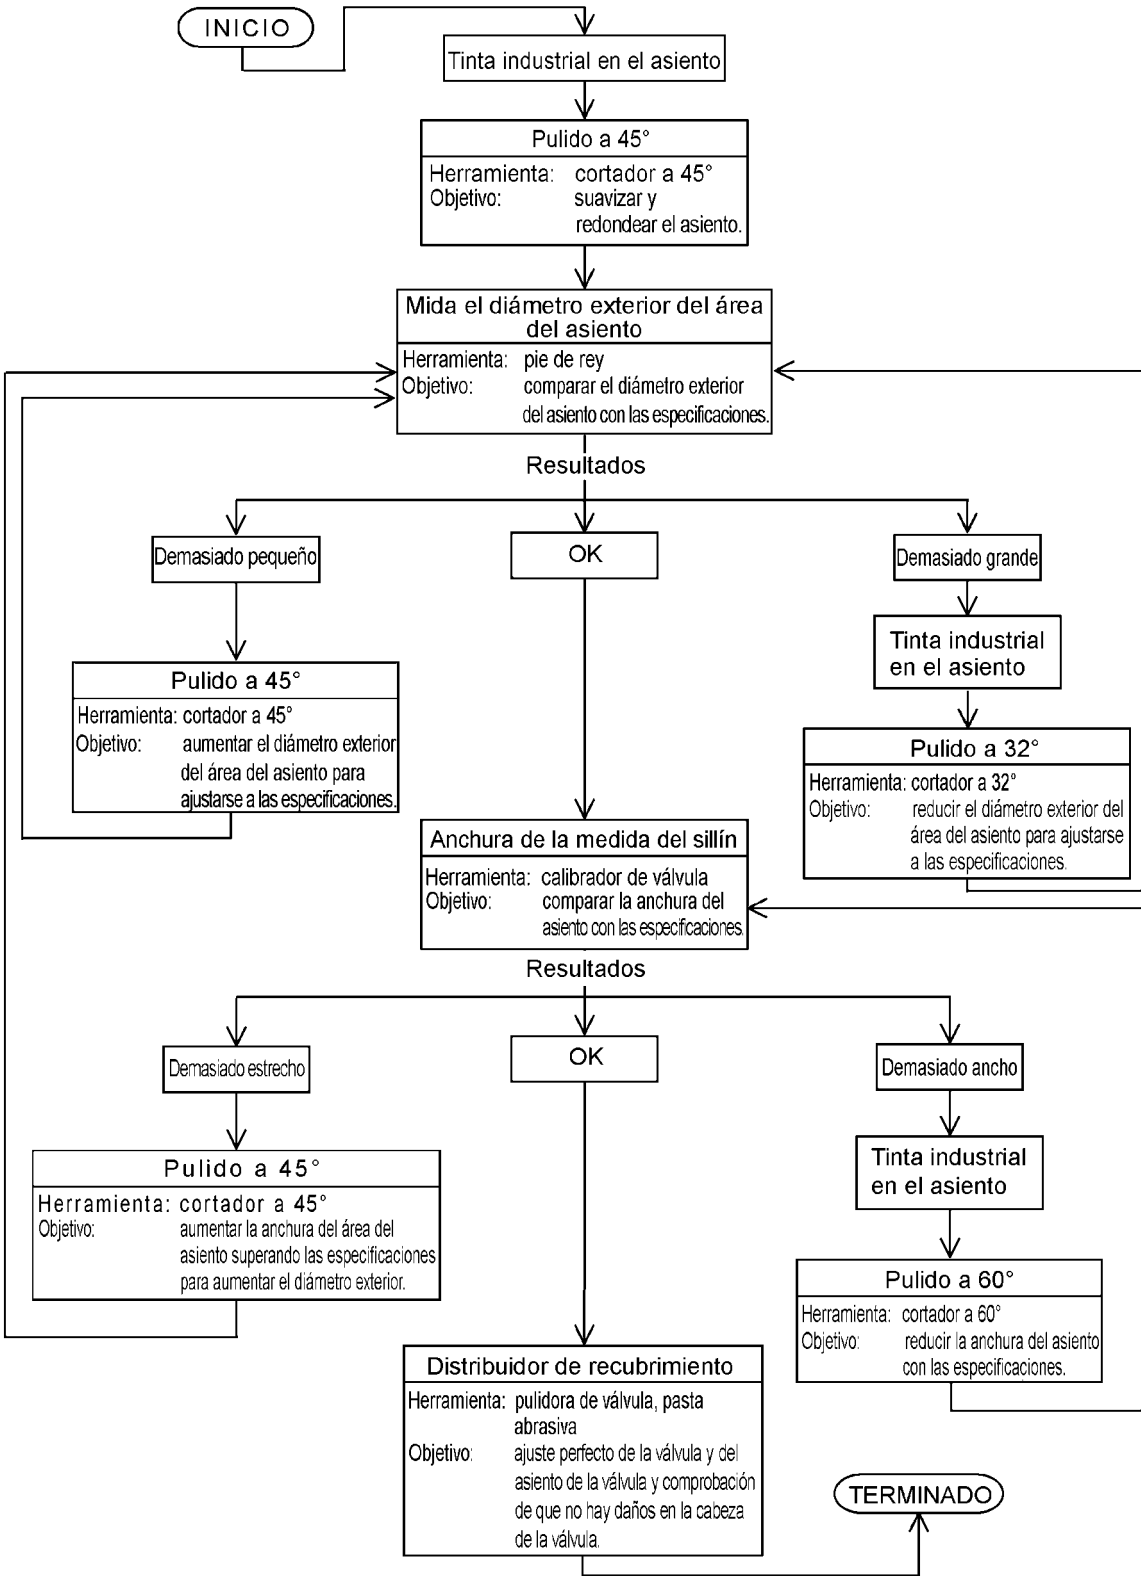 INICIO
Tinta industrial en el asiento
Pulido a 45°
Herramienta: cortador a 45°
Objetivo: suavizar y
redondear el asiento.
Mida el diámetro exterior del área
del asiento
Herramienta: pie de rey
Objetivo: comparar el diámetro exterior
del asiento con las especificaciones.
Resultados
Demasiado pequeño
OK
Demasiado grande
Tinta industrial
en el asiento
Pulido a 45°
Herramienta: cortador a 45°
Objetivo: aumentar el diámetro exterior
del área del asiento para
ajustarse a las especificaciones.
Pulido a 32°
Herramienta: cortador a 32°
Objetivo: reducir el diámetro exterior del
área del asiento para ajustarse
a las especificaciones.
Anchura de la medida del sillín
Herramienta: calibrador de válvula
Objetivo: comparar la anchura del
asiento con las especificaciones.
Resultados
Demasiado estrecho
OK
Demasiado ancho
Tinta industrial
en el asiento
Pulido a 45°
Herramienta: cortador a 45°
Objetivo: aumentar la anchura del área del
asiento superando las especificaciones
para aumentar el diámetro exterior.
Pulido a 60°
Herramienta: cortador a 60°
Objetivo: reducir la anchura del asiento
con las especificaciones.
Distribuidor de recubrimiento
Herramienta: pulidora de válvula, pasta
abrasiva
Objetivo: ajuste perfecto de la válvula y del
asiento de la válvula y comprobación
de que no hay daños en la cabeza
de la válvula.
TERMINADO